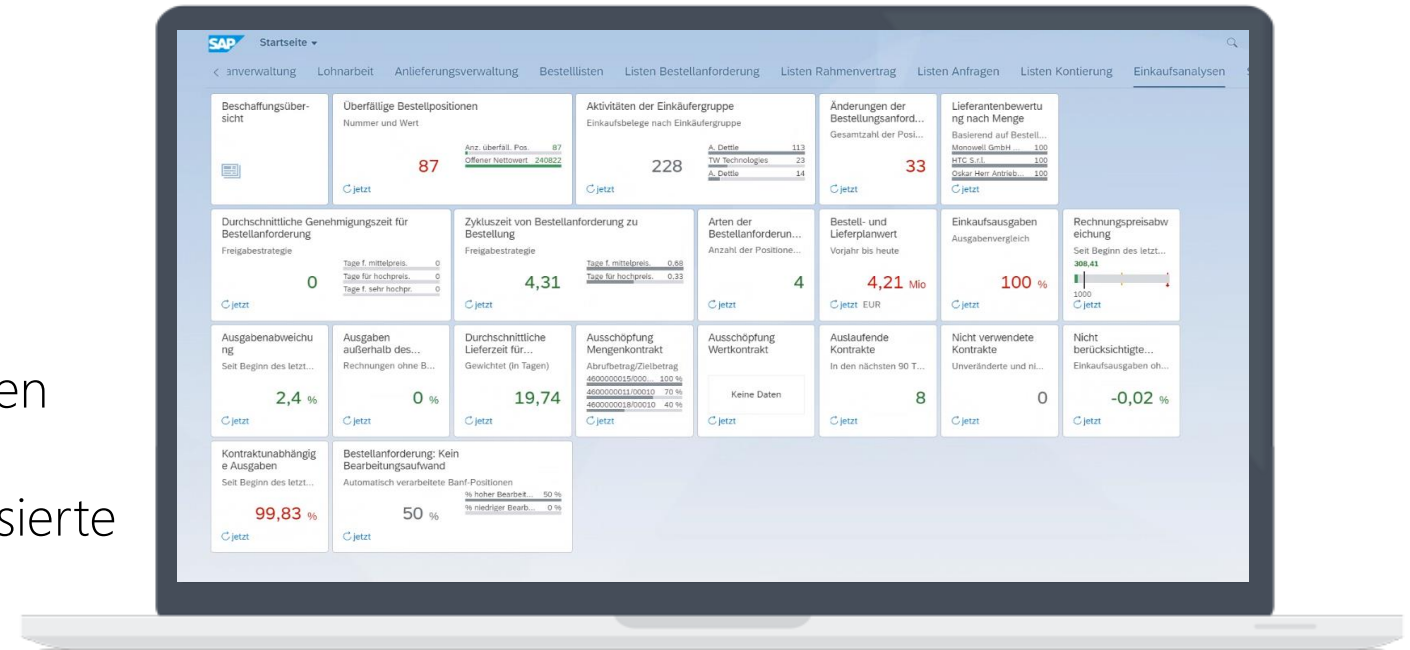 SAP Startseite
anverwaltung Lohnarbeit Anlieferungsverwaltung Bestelllisten Listen Bestellanforderung Listen Rahmenvertrag Listen Anfragen Listen Kontierung Einkaufsanalysen
Beschaffungsüber-
sicht
Überfällige Bestellpositionen
Nummer und Wert
87
Anz. überfäll. Pos. 87
Offener Nettowert 240822
jetzt
Aktivitäten der Einkäufergruppe
Einkaufsbelege nach Einkäufergruppe
228
A. Dettle 113
TW Technologies 23
A. Dettle 14
jetzt
Änderungen der
Bestellungsanford...
Gesamtzahl der Posi...
33
jetzt
Lieferantenbewertu
ng nach Menge
Basierend auf Bestell...
Monowell GmbH ... 100
HTC S.r.l. 100
Oskar Herr Antrieb... 100
jetzt
Durchschnittliche Genehmigungszeit für
Bestellanforderung
Freigabestrategie
0
Tage f. mittelpreis. 0
Tage für hochpreis. 0
Tage f. sehr hochpr. 0
jetzt
Zykluszeit von Bestellanforderung zu
Bestellung
Freigabestrategie
4,31
Tage f. mittelpreis. 0,68
Tage für hochpreis. 0,33
jetzt
Arten der
Bestellanforderun...
Anzahl der Positione...
4
jetzt
Bestell- und
Lieferplanwert
Vorjahr bis heute
4,21 Mio
jetzt EUR
Einkaufsausgaben
Ausgabenvergleich
100 %
jetzt
Rechnungspreisabw
eichung
Seit Beginn des letzt...
308,41
1000
jetzt
Ausgabenabweichu
ng
Seit Beginn des letzt...
2,4 %
jetzt
Ausgaben
außerhalb des...
Rechnungen ohne B...
0 %
jetzt
Durchschnittliche
Lieferzeit für...
Gewichtet (in Tagen)
19,74
jetzt
Ausschöpfung
Mengenkontrakt
Abrufbetrag/Zielbetrag
4600000015/000... 100 %
4600000011/00010 70 %
4600000018/00010 40 %
jetzt
Ausschöpfung
Wertkontrakt
Keine Daten
jetzt
Auslaufende
Kontrakte
In den nächsten 90 T...
8
jetzt
Nicht verwendete
Kontrakte
Unveränderte und ni...
0
jetzt
Nicht
berücksichtigte...
Einkaufsausgaben oh...
-0,02 %
jetzt
Kontraktunabhängig
e Ausgaben
Seit Beginn des letzt...
99,83 %
jetzt
Bestellanforderung: Kein
Bearbeitungsaufwand
Automatisch verarbeitete Banf-Positionen
50 %
% hoher Bearbeit... 50 %
% niedriger Bearb... 0 %
jetzt
en
sierte